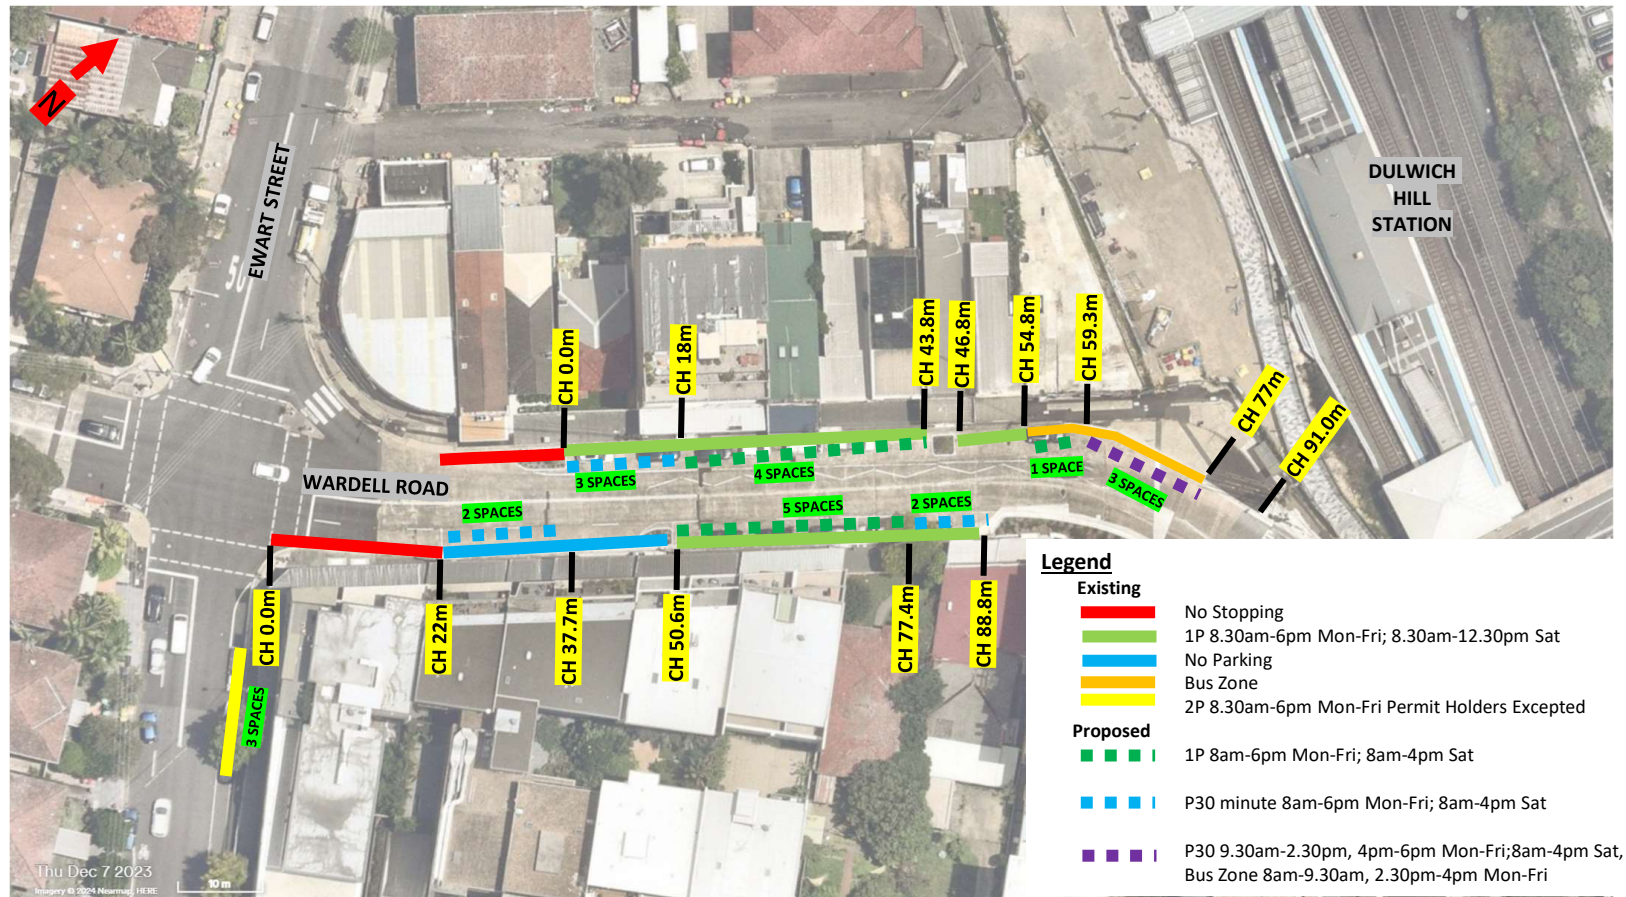 N
EWART STREET
DULWICH
HILL
STATION
WARDELL ROAD
CH 0.0m
CH 18m
CH 43.8m
CH 46.8m
CH 54.8m
CH 59.3m
CH 77m
CH 91.0m
3 SPACES
4 SPACES
1 SPACE
3 SPACES
2 SPACES
5 SPACES
2 SPACES
CH 0.0m
CH 22m
CH 37.7m
CH 50.6m
CH 77.4m
CH 88.8m
3 SPACES
Legend
Existing
No Stopping
1P 8.30am-6pm Mon-Fri; 8.30am-12.30pm Sat
No Parking
Bus Zone
2P 8.30am-6pm Mon-Fri Permit Holders Excepted
Proposed
1P 8am-6pm Mon-Fri; 8am-4pm Sat
P30 minute 8am-6pm Mon-Fri; 8am-4pm Sat
P30 9.30am-2.30pm, 4pm-6pm Mon-Fri;8am-4pm Sat,
Bus Zone 8am-9.30am, 2.30pm-4pm Mon-Fri
Thu Dec 7 2023
Imagery © 2024 Nearmap, HERE
10 m